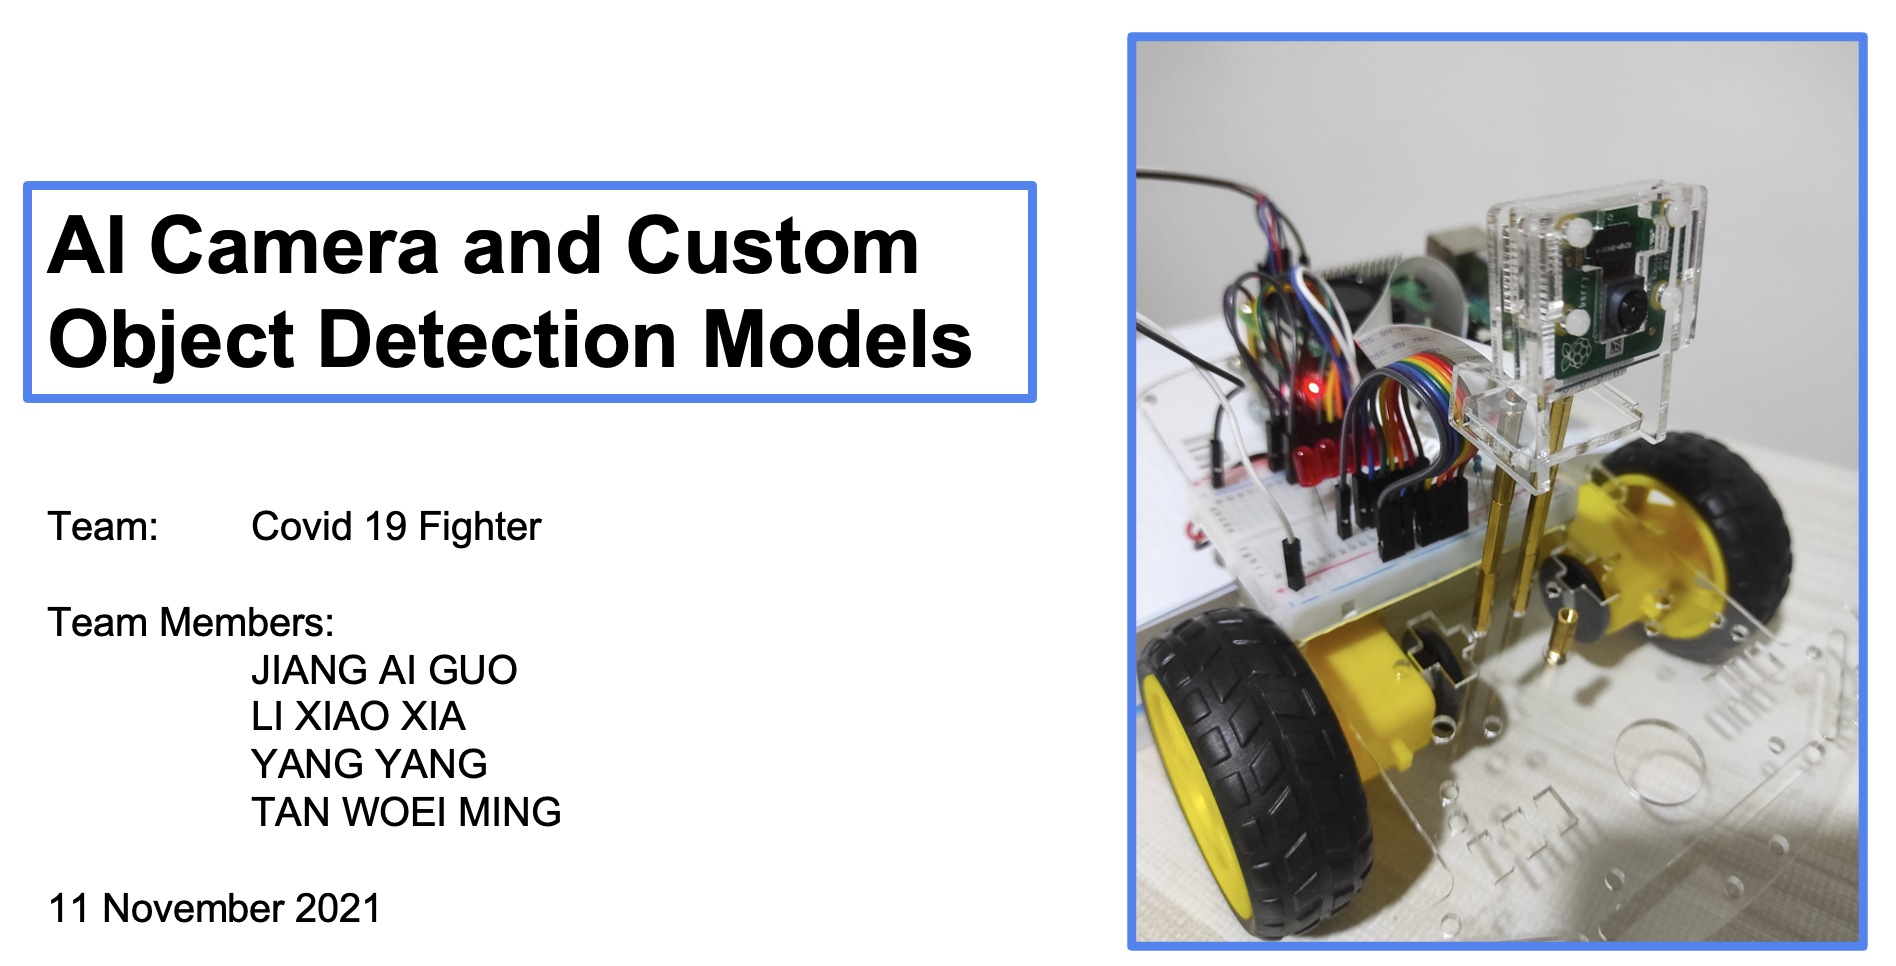 AI Camera and Custom
Object Detection Models
Team: Covid 19 Fighter
Team Members:
JIANG AI GUO
LI XIAO XIA
YANG YANG
TAN WOEI MING
11 November 2021